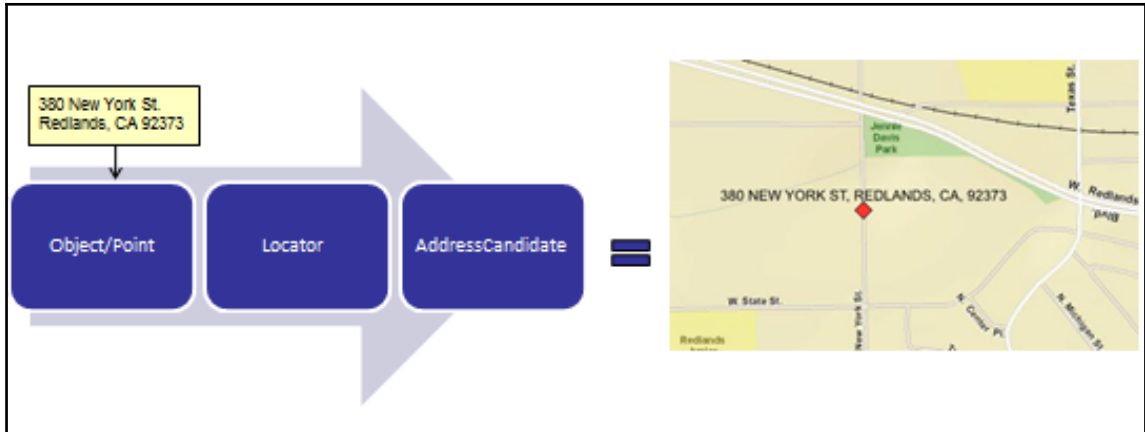 380 New York St.
Redlands, CA 92373
Object/Point
Locator
AddressCandidate
Texas St.
Jennie
Davis
Park
380 NEW YORK ST, REDLANDS, CA, 92373
W. Redlands
Blvd.
W. State St.
New York St.
N. Center Pl.
N. Michigan St.
Redlands